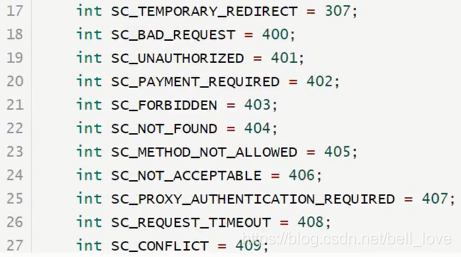 17 int SC_TEMPORARY_REDIRECT = 307;
18 int SC_BAD_REQUEST = 400;
19 int SC_UNAUTHORIZED = 401;
20 int SC_PAYMENT_REQUIRED = 402;
21 int SC_FORBIDDEN = 403;
22 int SC_NOT_FOUND = 404;
23 int SC_METHOD_NOT_ALLOWED = 405;
24 int SC_NOT_ACCEPTABLE = 406;
25 int SC_PROXY_AUTHENTICATION_REQUIRED = 407;
26 int SC_REQUEST_TIMEOUT = 408;
27 int SC_CONFLICT = 409;
https://blog.csdn.net/bell_love